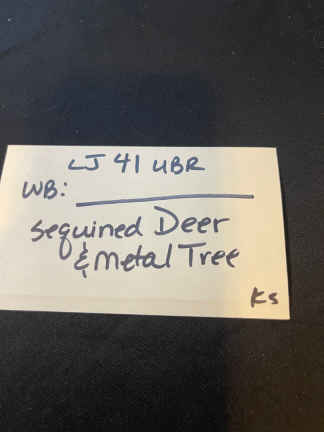 LJ 41 UBR
WB:
Sequined Deer
& Metal Tree
KS